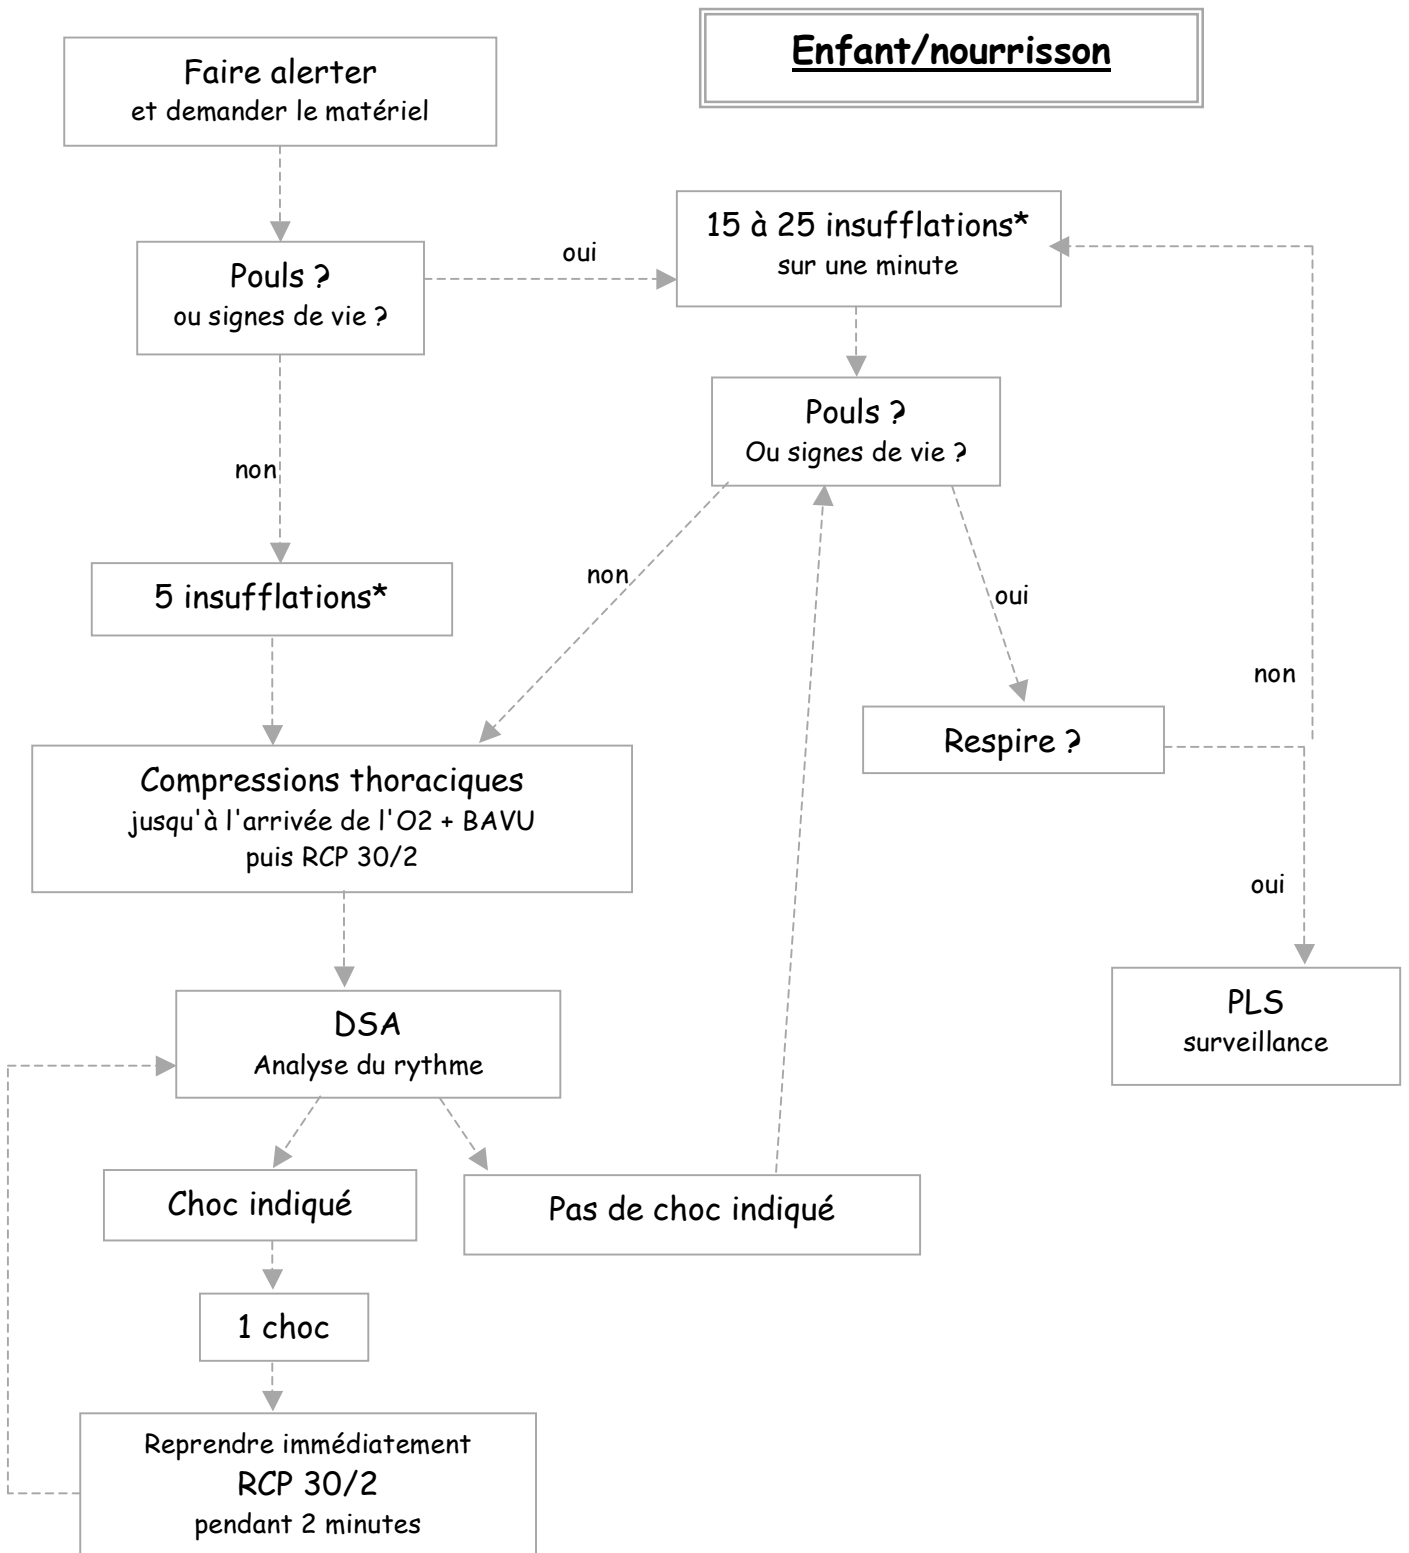 Enfant/nourrisson
Faire alerter
et demander le matériel
Pouls ?
ou signes de vie ?
oui
15 à 25 insufflations*
sur une minute
non
Pouls ?
Ou signes de vie ?
5 insufflations*
non
oui
non
Respire ?
Compressions thoraciques
jusqu'à l'arrivée de l'O2 + BAVU
puis RCP 30/2
oui
PLS
surveillance
DSA
Analyse du rythme
Choc indiqué
Pas de choc indiqué
1 choc
Reprendre immédiatement
RCP 30/2
pendant 2 minutes